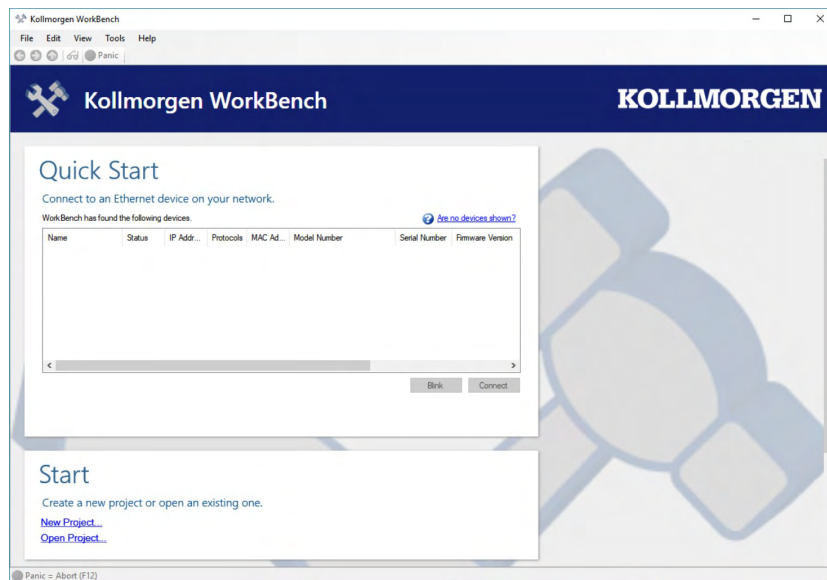 Kollmorgen WorkBench
File Edit View Tools Help
Panic
Kollmorgen WorkBench
KOLLMORGEN
Quick Start
Connect to an Ethernet device on your network.
WorkBench has found the following devices.
Are no devices shown?
Name Status IP Addr... Protocols MAC Ad... Model Number Serial Number Firmware Version
Blink Connect
Start
Create a new project or open an existing one.
New Project...
Open Project...
Panic = Abort (F12)